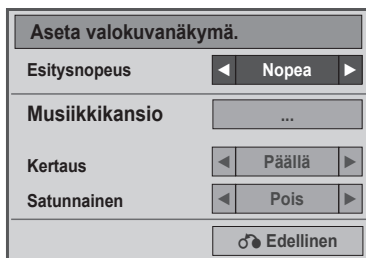 Aseta valokuvanäkymä.
Esitysnopeus ◄ Nopea ►
Musiikkikansio ...
Kertaus ◄ Päällä ►
Satunnainen ◄ Pois ►
Edellinen